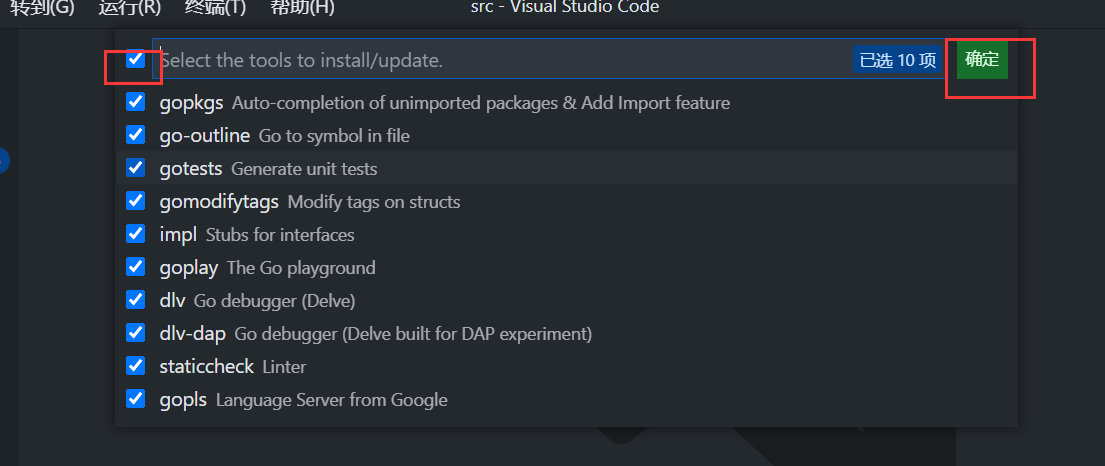 转到(G) 运行(R) 终端(T) 帮助(H) src - Visual Studio Code
Select the tools to install/update. 已选 10 项 确定
gopkgs Auto-completion of unimported packages & Add Import feature
go-outline Go to symbol in file
gotests Generate unit tests
gomodifytags Modify tags on structs
impl Stubs for interfaces
goplay The Go playground
dlv Go debugger (Delve)
dlv-dap Go debugger (Delve built for DAP experiment)
staticcheck Linter
gopls Language Server from Google